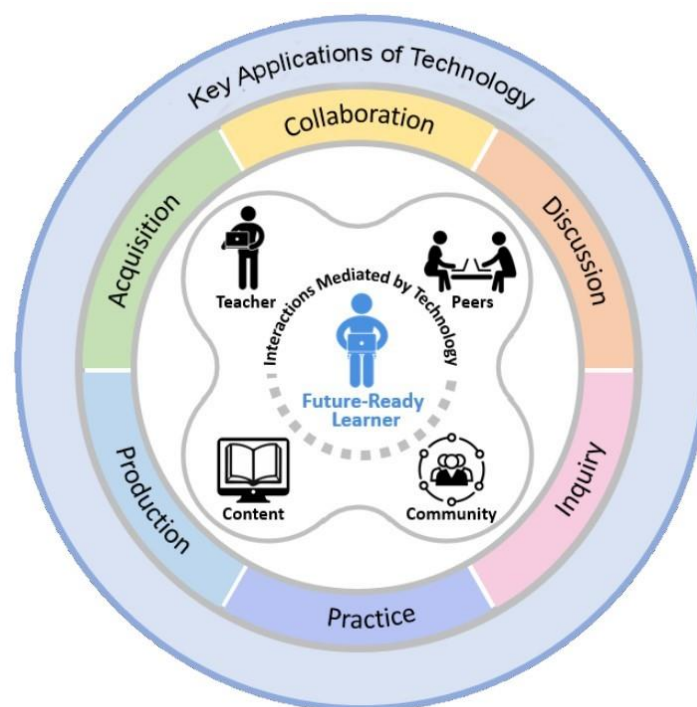 Key Applications of Technology
Collaboration
Discussion
Inquiry
Practice
Production
Acquisition
Teacher
Peers
Interactions Mediated by Technology
Future-Ready
Learner
Content
Community